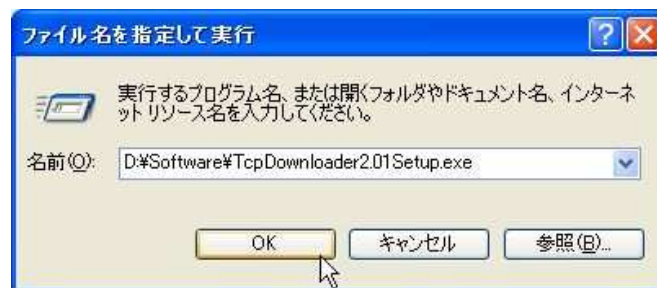 ファイル名を指定して実行
実行するプログラム名、または開くフォルダやドキュメント名、インターネ
ットリソース名を入力してください。
名前(O):
D:¥Software¥TcpDownloader2.01Setup.exe
OK
キャンセル
参照(B)...